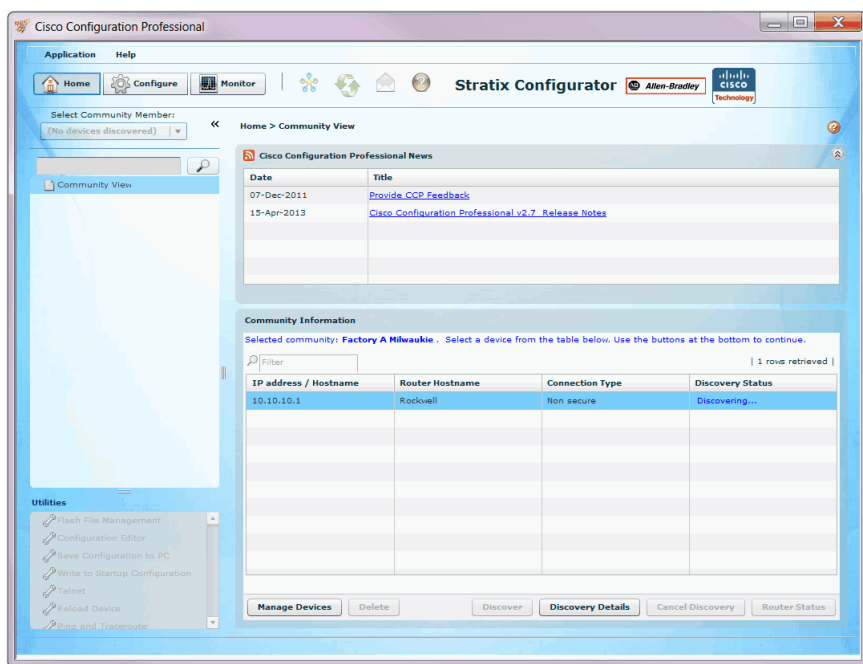 Cisco Configuration Professional
Application Help
Home Configure Monitor Stratix Configurator AB Allen-Bradley CISCO Technology
Select Community Member:
(No devices discovered)
Home > Community View
Community View
Cisco Configuration Professional News
Date Title
07-Dec-2011 Provide CCP Feedback
15-Apr-2013 Cisco Configuration Professional v2.7 Release Notes
Community Information
Selected community: Factory A Milwaukie . Select a device from the table below. Use the buttons at the bottom to continue.
Filter | 1 rows retrieved |
IP address / Hostname Router Hostname Connection Type Discovery Status
10.10.10.1 Rockwell Non secure Discovering...
Utilities
Flash File Management
Configuration Editor
Save Configuration to PC
Write to Startup Configuration
Telnet
Reload Device
Ping and Traceroute
Manage Devices Delete Discover Discovery Details Cancel Discovery Router Status